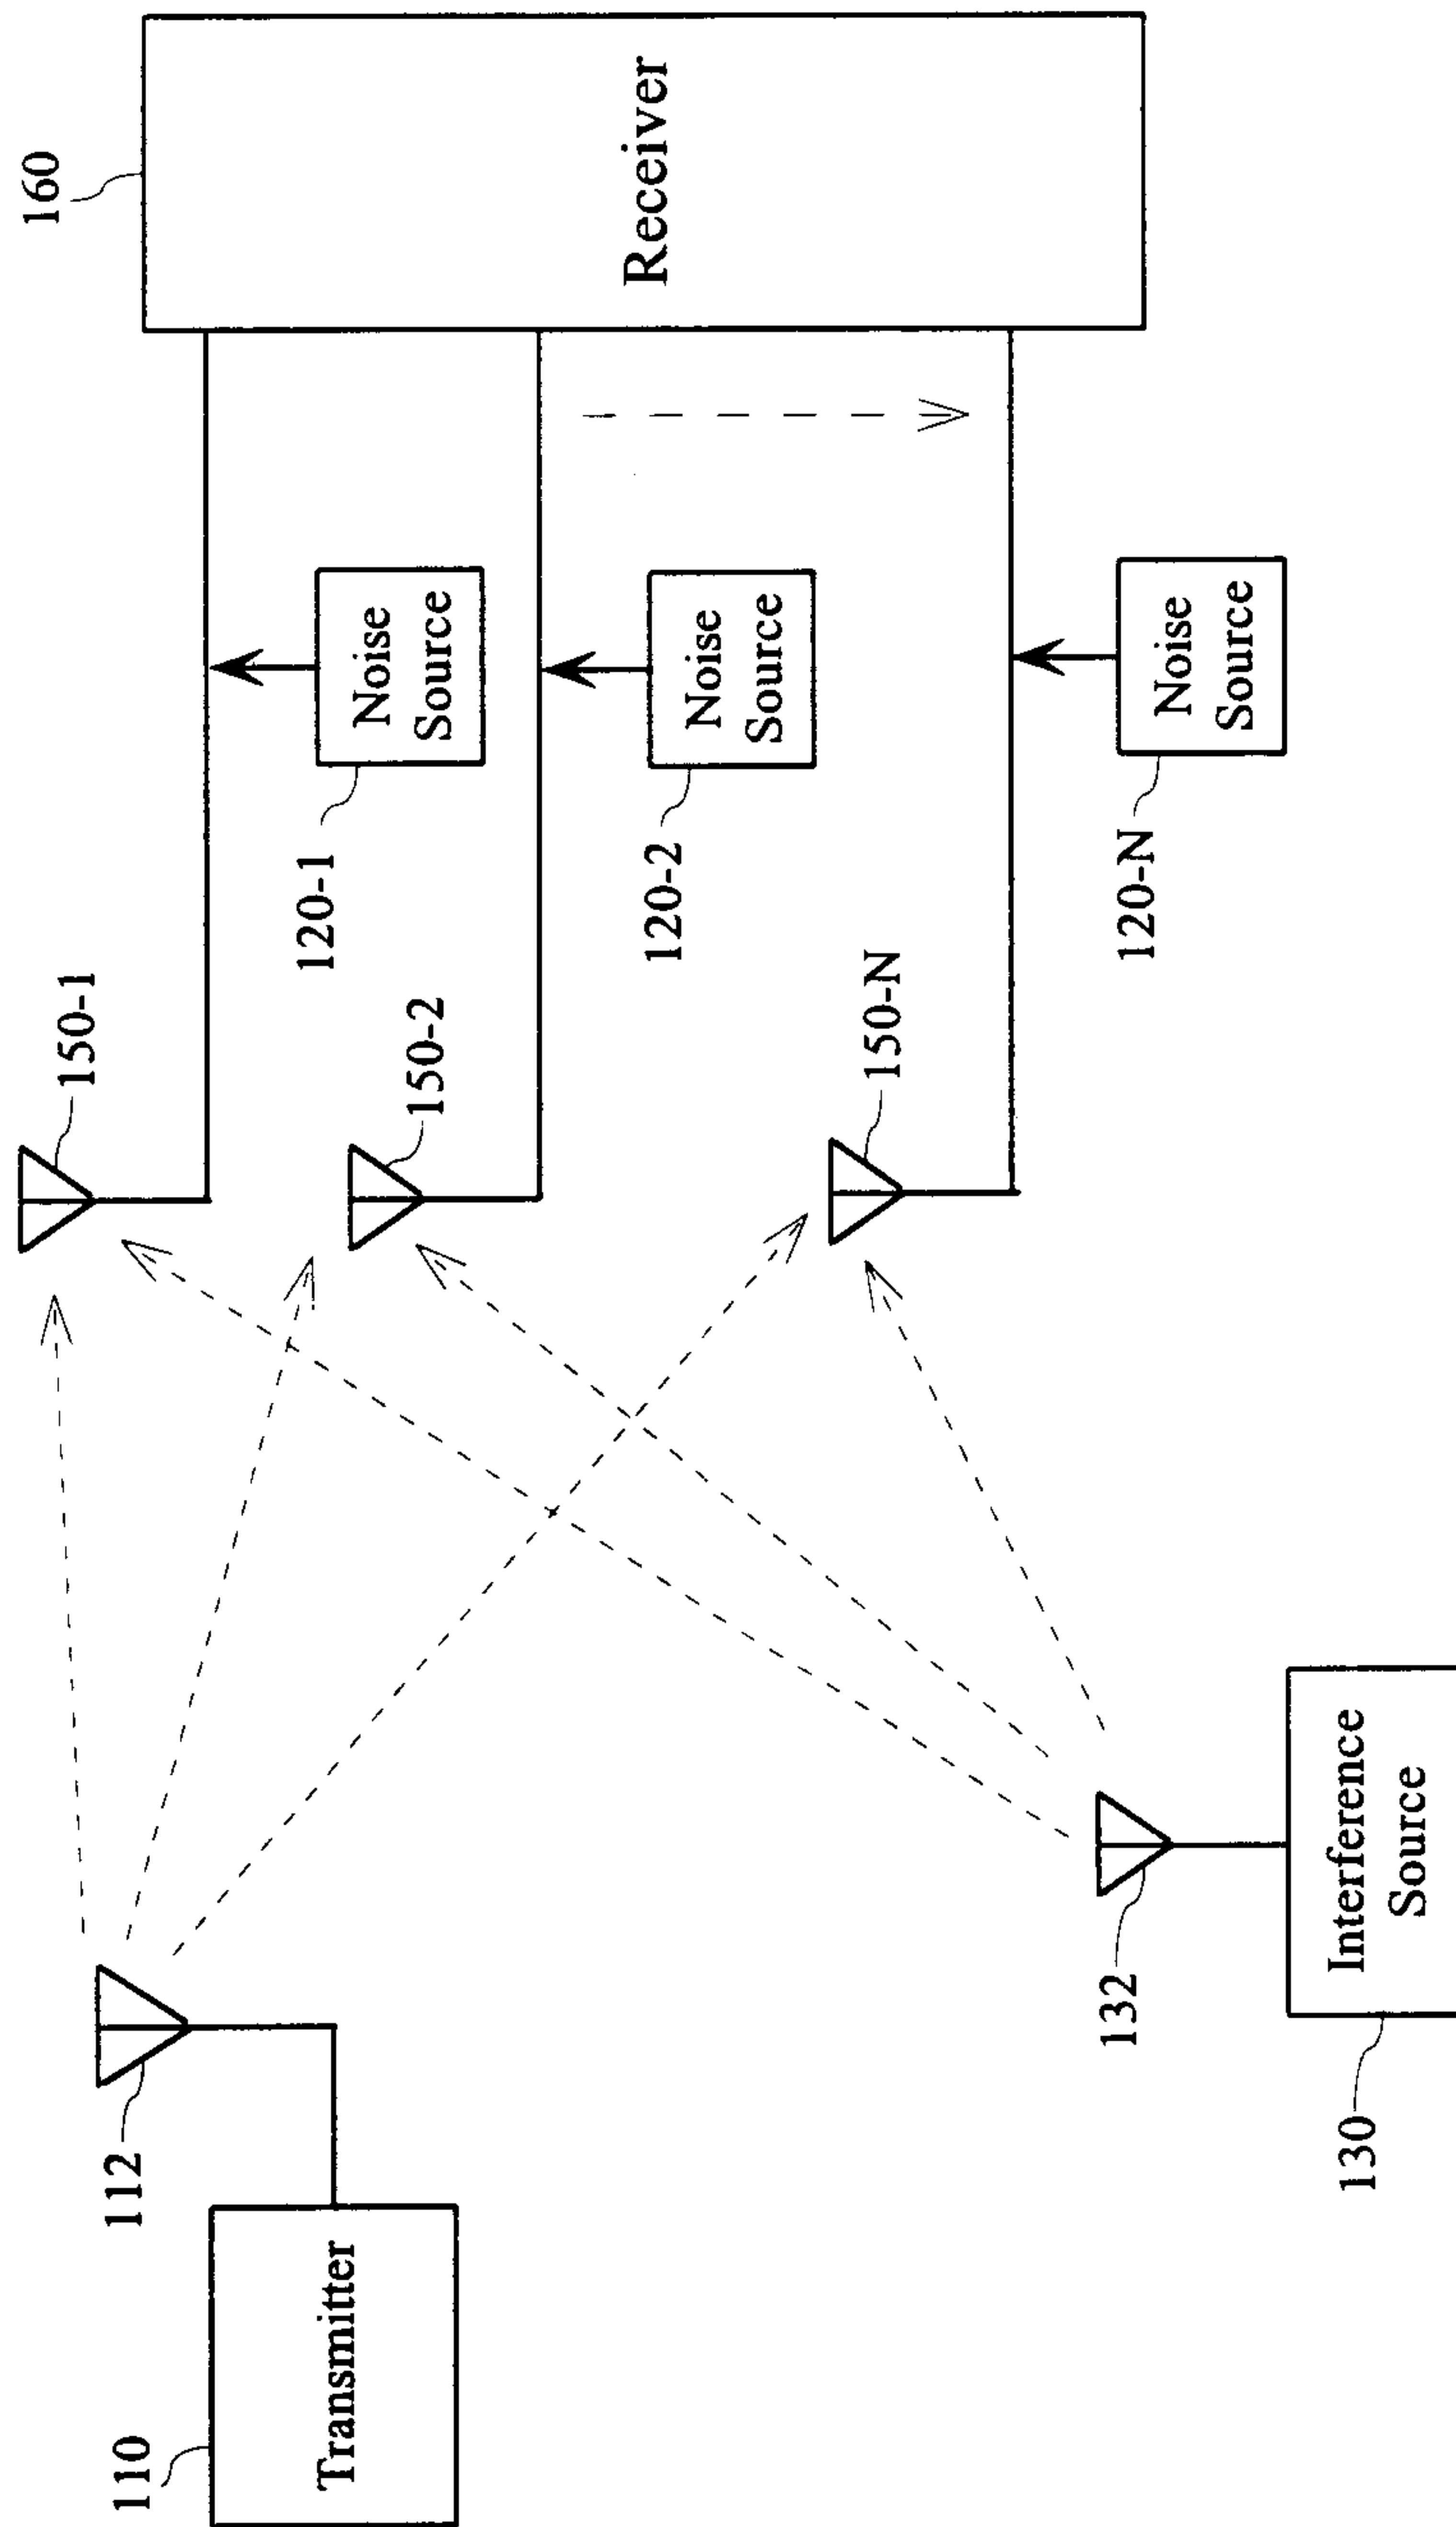 160
Receiver
150-1
120-1
Noise
Source
150-2
120-2
Noise
Source
150-N
120-N
Noise
Source
112
110
Transmitter
132
130
Interference
Source